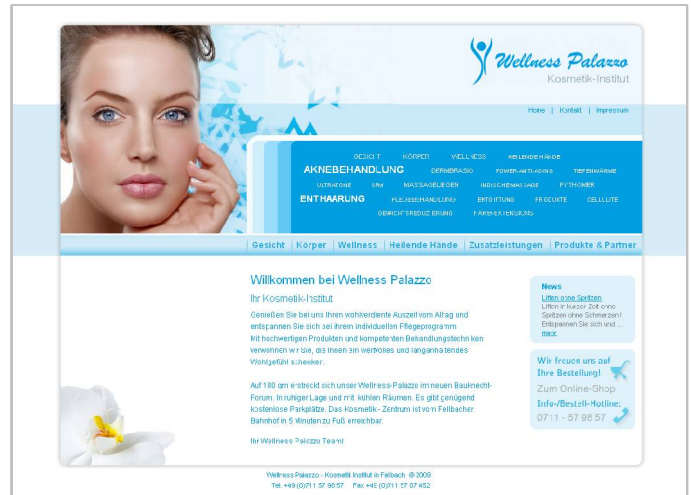 Wellness Palazzo
Kosmetik-Institut
Home | Kontakt | Impressum
GESICHT KÖRPER WELLNESS HEILENDE HÄNDE
AKNEBEHANDLUNG DERMBRASIO POWER-ANTI-AGING TIEFENWÄRME
ULTRATONE SPM MASSAGELIEGEN INDISCHE MASSAGE PYTHOMER
ENTHAARUNG PLEGEBEHANDLUNG ENTGIFTUNG PRODUKTE CELLULITE
GEWICHTSREDUZIERUNG HAAREXTENSIONS
Gesicht | Körper | Wellness | Heilende Hände | Zusatzleistungen | Produkte & Partner
Willkommen bei Wellness Palazzo
Ihr Kosmetik-Institut
Genießen Sie bei uns Ihren wohlverdiente Auszeit vom Alltag und
entspannen Sie sich bei ihrem individuellen Pflegeprogramm.
Mit hochwertigen Produkten und kompetenten Behandlungstechniken
verwöhnen wir Sie, die Ihnen ein wertvolles und langanhaltendes
Wohlgefühl schenken.
Auf 180 qm erstreckt sich unser Wellness-Palazzo im neuen Bauknecht-
Forum. In ruhiger Lage und mit kühlen Räumen. Es gibt genügend
kostenlose Parkplätze. Das Kosmetik- Zentrum ist vom Fellbacher
Bahnhof in 5 Minuten zu Fuß erreichbar.
Ihr Wellness Palazzo Team!
News
Liften ohne Spritzen
Liften in kurzer Zeit ohne
Spritzen ohne Schmerzen!
Entspannen Sie sich und ...
mehr
Wir freuen uns auf
Ihre Bestellung!
Zum Online-Shop
Info-/Bestell-Hotline:
0711 - 57 98 57
Wellness Palazzo - Kosmetik Institut in Fellbach © 2009
Tel. +49 (0)711 57 98 57 Fax +49 (0)711 57 07 452